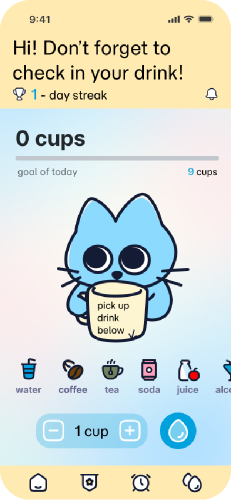 9:41
Hi! Don't forget to
check in your drink!
1 - day streak
0 cups
goal of today 9 cups
pick up
drink
below
water coffee tea soda juice alco
1 cup